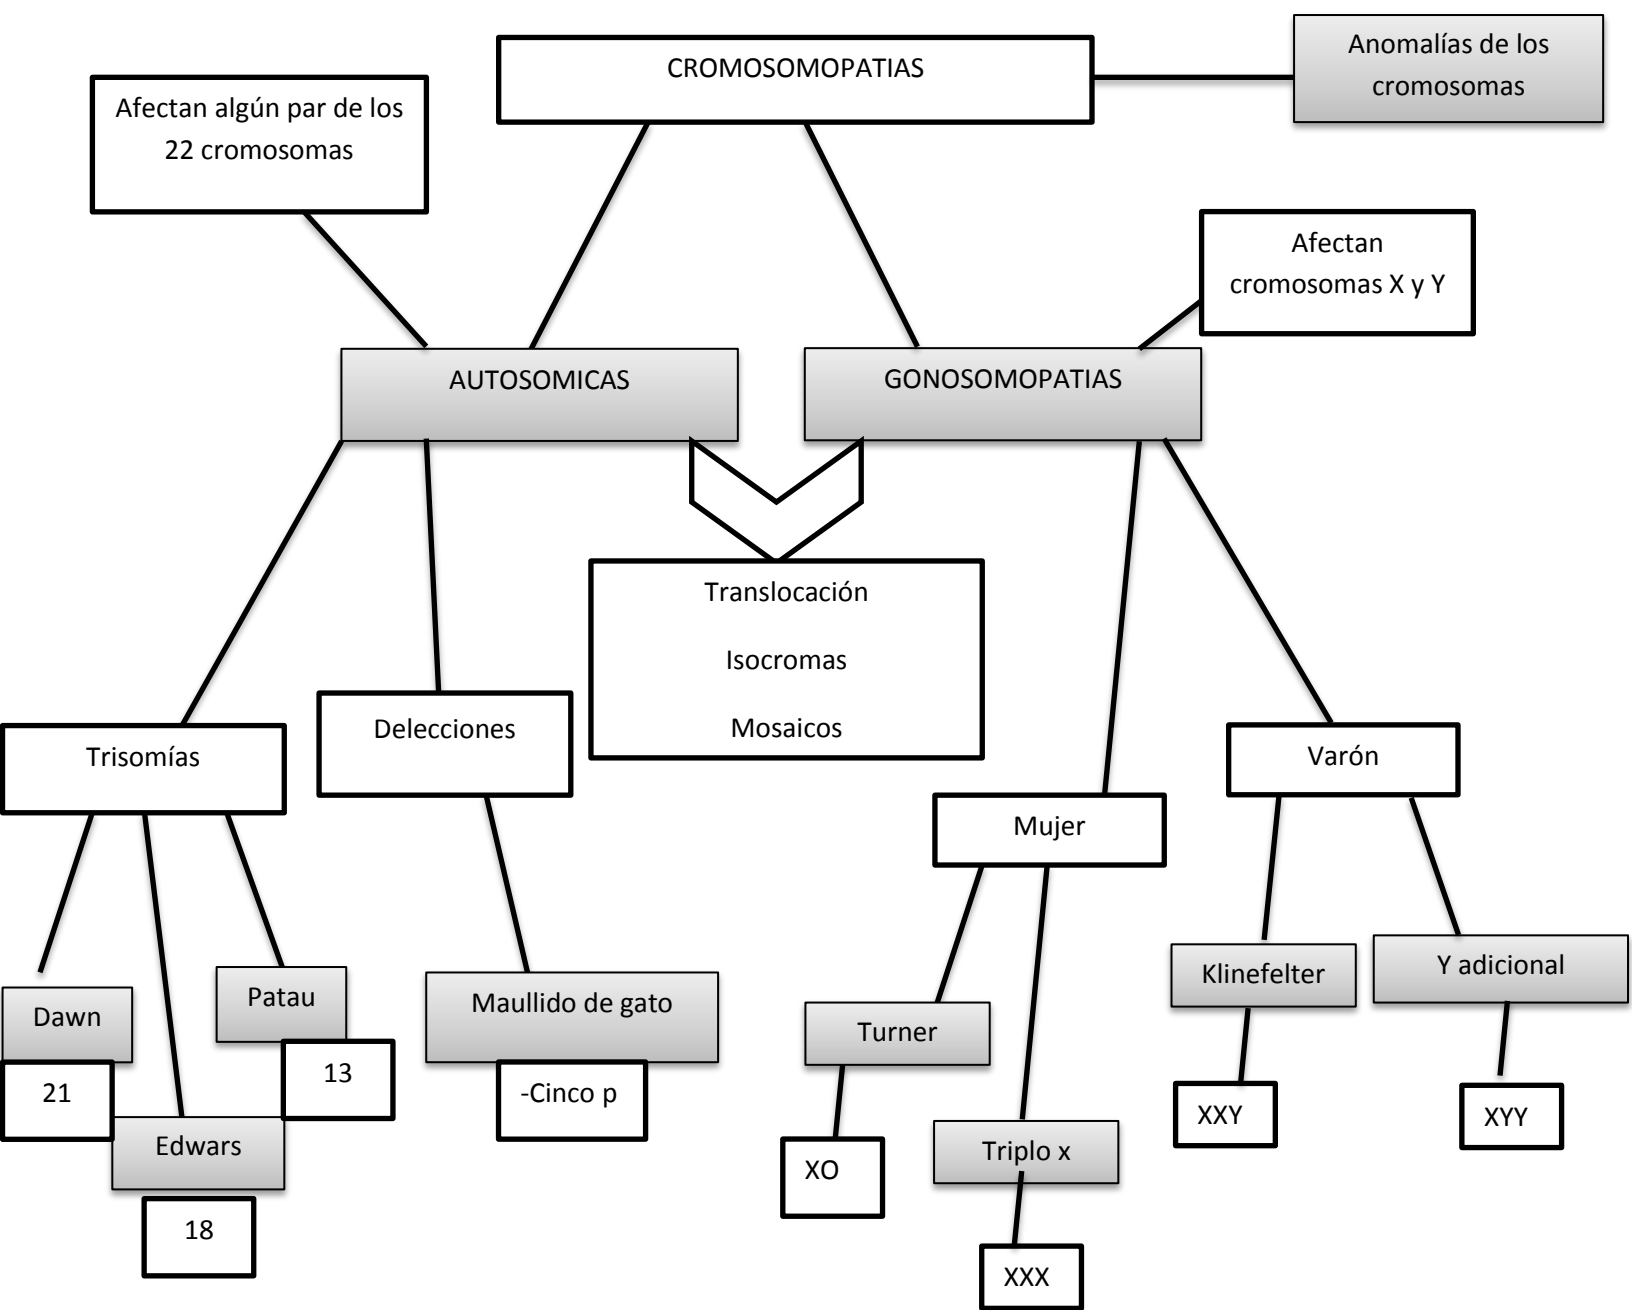 CROMOSOMOPATIAS
Anomalías de los
cromosomas
Afectan algún par de los
22 cromosomas
Afectan
cromosomas X y Y
AUTOSOMICAS
GONOSOMOPATIAS
Translocación
Isocromas
Mosaicos
Trisomías
Delecciones
Mujer
Varón
Dawn
21
Edwars
18
Patau
13
Maullido de gato
-Cinco p
Turner
XO
Triplo x
XXX
Klinefelter
XXY
Y adicional
XYY